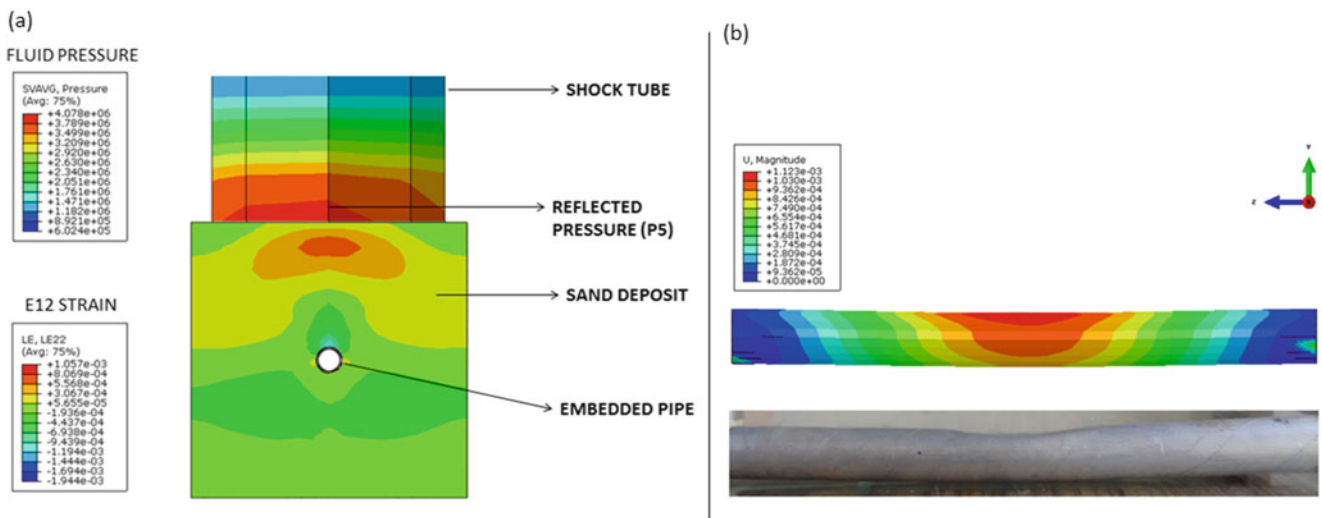 (a)
FLUID PRESSURE
SVAVG, Pressure
(Avg: 75%)
+4.078e+06
+3.789e+06
+3.499e+06
+3.209e+06
+2.920e+06
+2.630e+06
+2.340e+06
+2.051e+06
+1.761e+06
+1.471e+06
+1.182e+06
+8.921e+05
+6.024e+05
SHOCK TUBE
REFLECTED
PRESSURE (P5)
SAND DEPOSIT
EMBEDDED PIPE
E12 STRAIN
LE, LE22
(Avg: 75%)
+1.057e-03
+8.069e-04
+5.568e-04
+3.067e-04
+5.655e-05
-1.936e-04
-4.437e-04
-6.938e-04
-9.439e-04
-1.194e-03
-1.444e-03
-1.694e-03
-1.944e-03
(b)
U, Magnitude
+1.123e-03
+1.030e-03
+9.362e-04
+8.426e-04
+7.490e-04
+6.554e-04
+5.617e-04
+4.681e-04
+3.745e-04
+2.809e-04
+1.872e-04
+9.362e-05
+0.000e+00
Y
Z
X